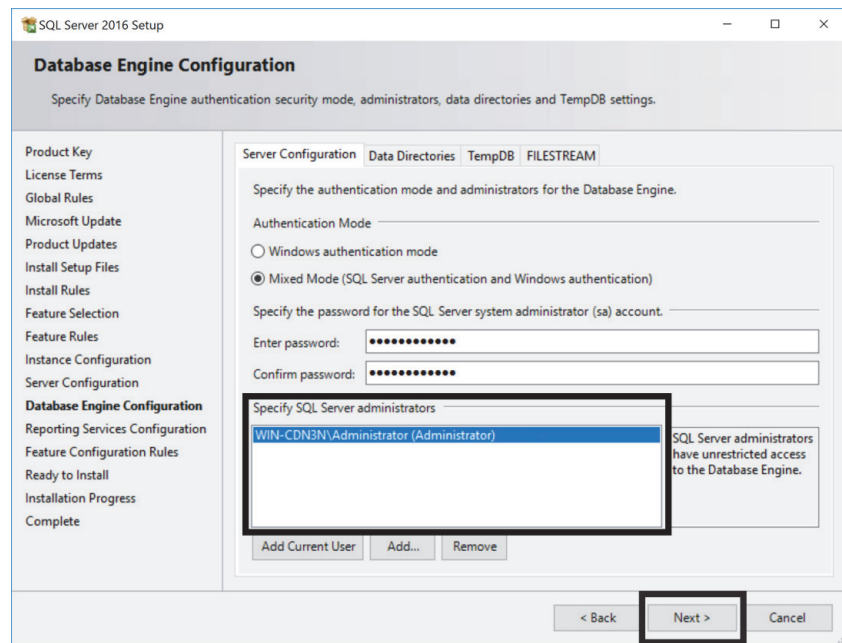 SQL Server 2016 Setup
Database Engine Configuration
Specify Database Engine authentication security mode, administrators, data directories and TempDB settings.
Product Key
License Terms
Global Rules
Microsoft Update
Product Updates
Install Setup Files
Install Rules
Feature Selection
Feature Rules
Instance Configuration
Server Configuration
Database Engine Configuration
Reporting Services Configuration
Feature Configuration Rules
Ready to Install
Installation Progress
Complete
Server Configuration Data Directories TempDB FILESTREAM
Specify the authentication mode and administrators for the Database Engine.
Authentication Mode
Windows authentication mode
Mixed Mode (SQL Server authentication and Windows authentication)
Specify the password for the SQL Server system administrator (sa) account.
Enter password: ●●●●●●●●●●●●
Confirm password: ●●●●●●●●●●●●
Specify SQL Server administrators
WIN-CDN3N\Administrator (Administrator)
SQL Server administrators
have unrestricted access
to the Database Engine.
Add Current User Add... Remove
< Back Next > Cancel